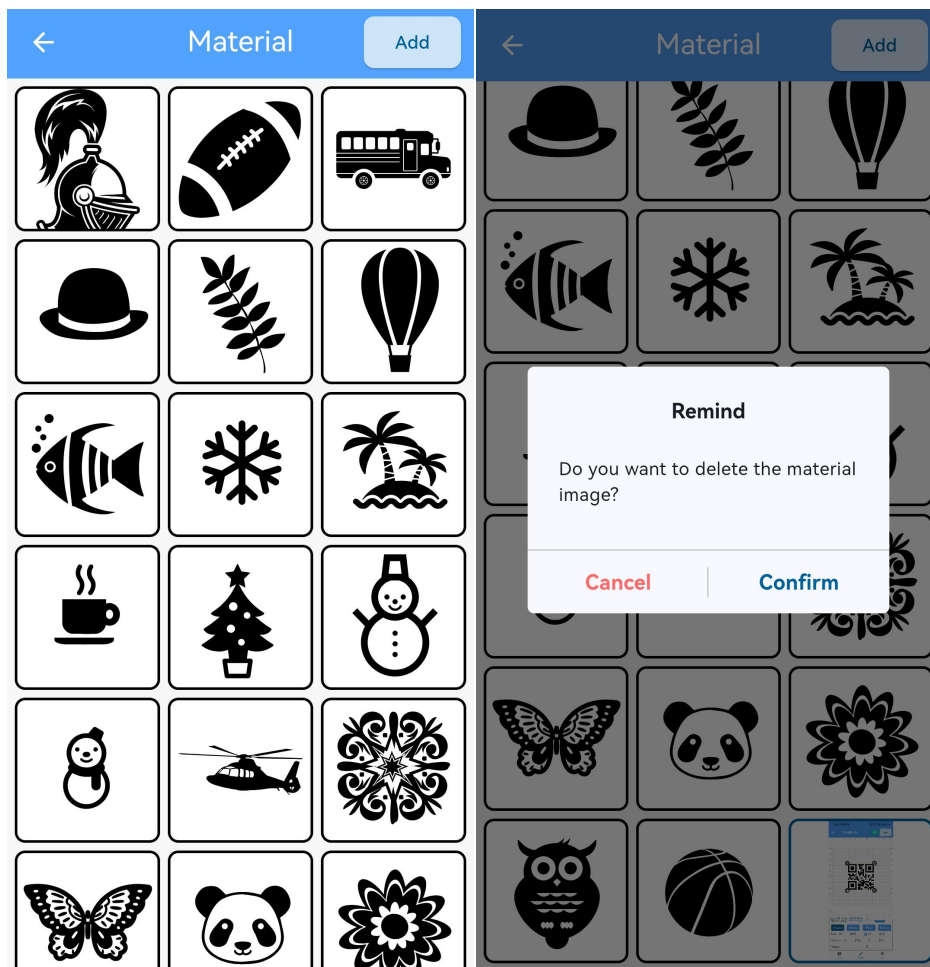 Material
Add
Material
Add
Remind
Do you want to delete the material
image?
Cancel
Confirm